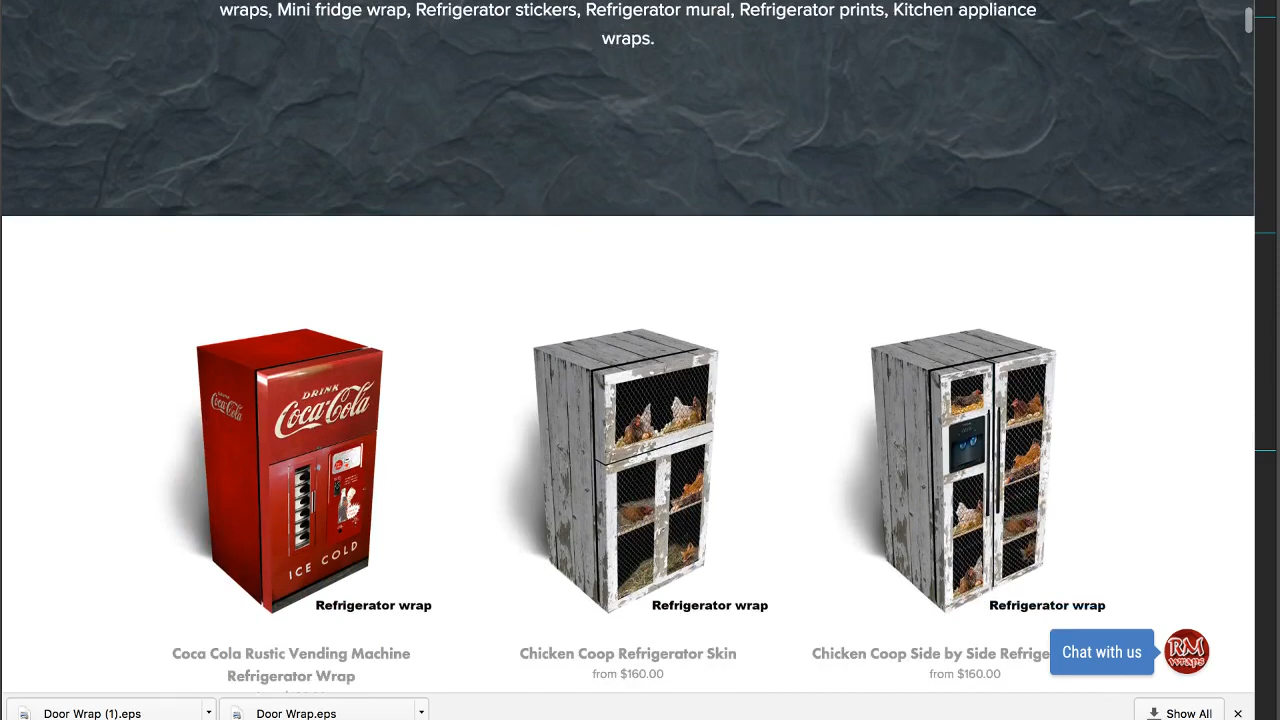 wraps, Mini fridge wrap, Refrigerator stickers, Refrigerator mural, Refrigerator prints, Kitchen appliance
wraps.
DRINK
Coca-Cola
DRINK
Coca-Cola
ICE COLD
Refrigerator wrap
Refrigerator wrap
Refrigerator wrap
Coca Cola Rustic Vending Machine
Refrigerator Wrap
Chicken Coop Refrigerator Skin
from $160.00
Chicken Coop Side by Side Refrige
from $160.00
Chat with us
RM
wraps
Door Wrap (1).eps
Door Wrap.eps
Show All